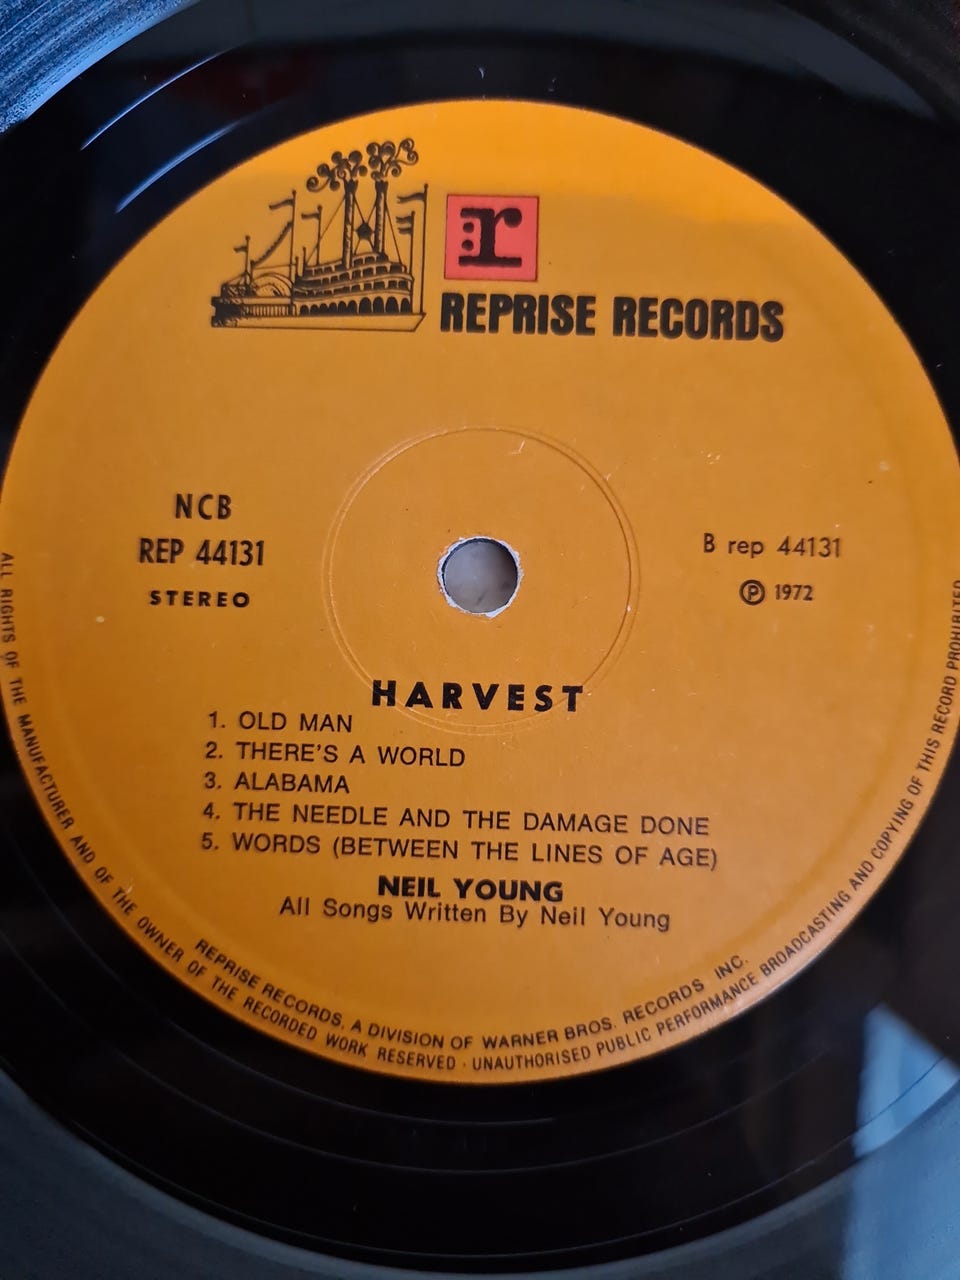 r
REPRISE RECORDS
NCB
REP 44131
STEREO
B rep 44131
Ⓟ 1972
HARVEST
1. OLD MAN
2. THERE'S A WORLD
3. ALABAMA
4. THE NEEDLE AND THE DAMAGE DONE
5. WORDS (BETWEEN THE LINES OF AGE)
NEIL YOUNG
All Songs Written By Neil Young
REPRISE RECORDS, A DIVISION OF WARNER BROS. RECORDS INC.
ALL RIGHTS OF THE MANUFACTURER AND OF THE OWNER OF THE RECORDED WORK RESERVED · UNAUTHORISED PUBLIC PERFORMANCE BROADCASTING AND COPYING OF THIS RECORD PROHIBITED